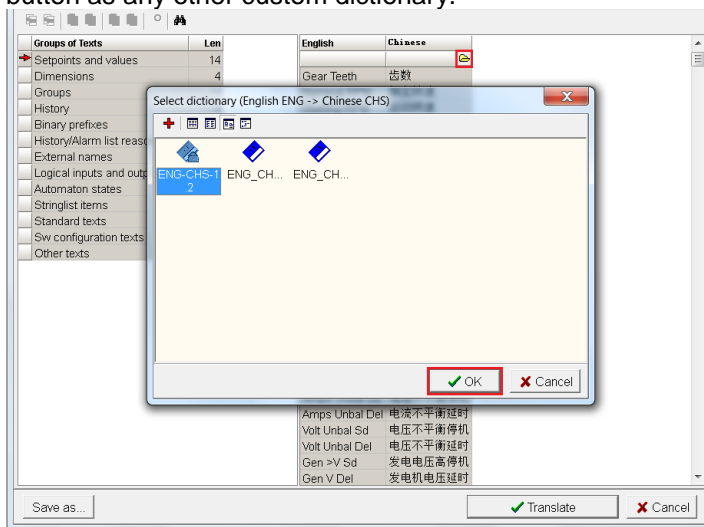 button as any other custom dictionary.
Groups of Texts Len English Chinese
Setpoints and values 14
Dimensions 4 Gear Teeth 齿数
Groups
History
Binary prefixes
History/Alarm list reaso
External names
Logical inputs and outp
Automaton states
Stringlist items
Standard texts
Sw configuration texts
Other texts
Select dictionary (English ENG -> Chinese CHS)
ENG-CHS-1 ENG_CH... ENG_CH...
.2
OK Cancel
Amps Unbal Del 电流不平衡延时
Volt Unbal Sd 电压不平衡停机
Volt Unbal Del 电压不平衡延时
Gen >V Sd 发电电压高停机
Gen V Del 发电机电压延时
Save as... Translate Cancel